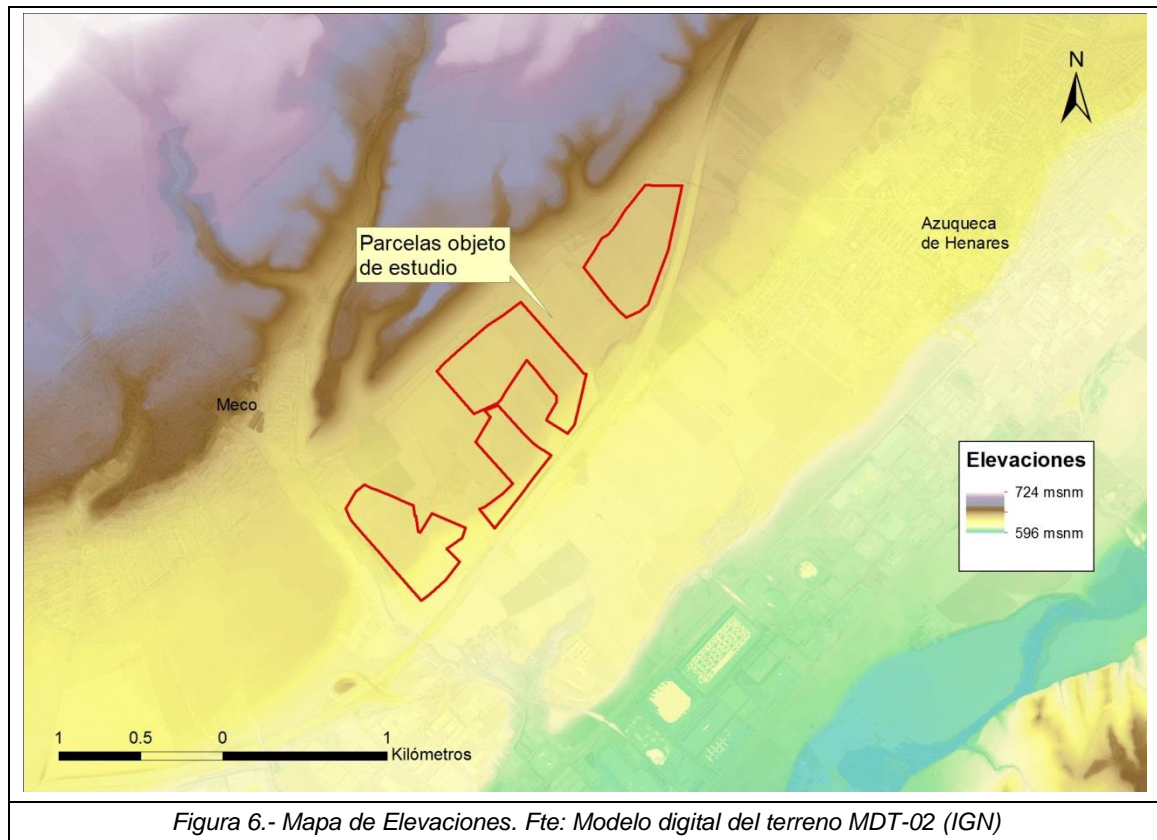 N
Azuqueca
de Henares
Parcelas objeto
de estudio
Meco
Elevaciones
724 msnm
596 msnm
1 0.5 0 1
Kilómetros
Figura 6.- Mapa de Elevaciones. Fte: Modelo digital del terreno MDT-02 (IGN)